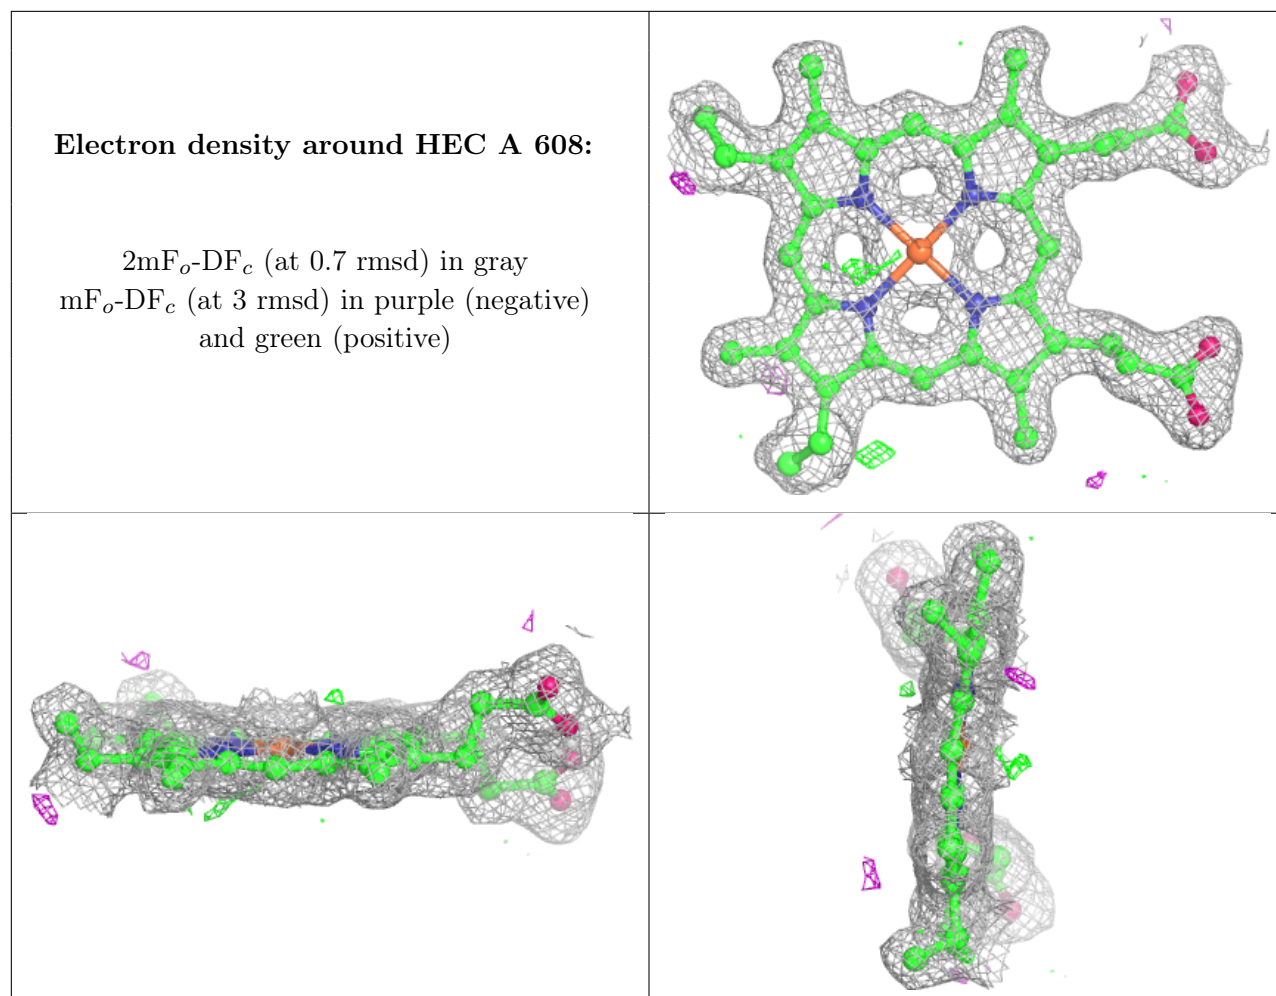 Electron density around HEC A 608:
2mFₒ-DF𝒸 (at 0.7 rmsd) in gray
mFₒ-DF𝒸 (at 3 rmsd) in purple (negative)
and green (positive)